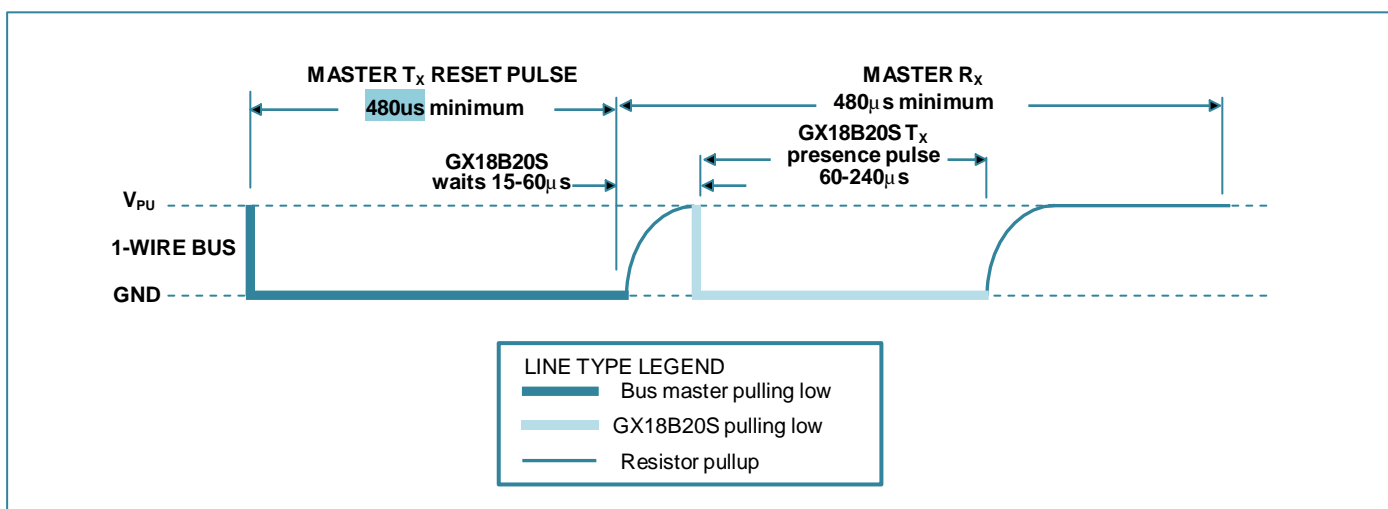 MASTER TX RESET PULSE
480us minimum
MASTER RX
480μs minimum
GX18B20S
waits 15-60μs
GX18B20S TX
presence pulse
60-240μs
VPU
1-WIRE BUS
GND
LINE TYPE LEGEND
Bus master pulling low
GX18B20S pulling low
Resistor pullup